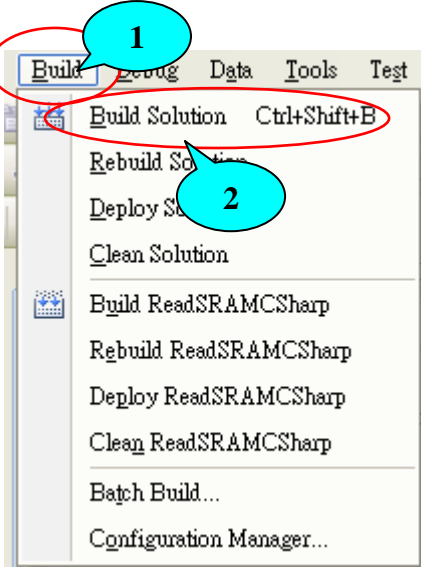 1
Build Debug Data Tools Test
Build Solution Ctrl+Shift+B
Rebuild Solution
2
Deploy So
Clean Solution
Build ReadSRAMCSharp
Rebuild ReadSRAMCSharp
Deploy ReadSRAMCSharp
Clean ReadSRAMCSharp
Batch Build...
Configuration Manager...